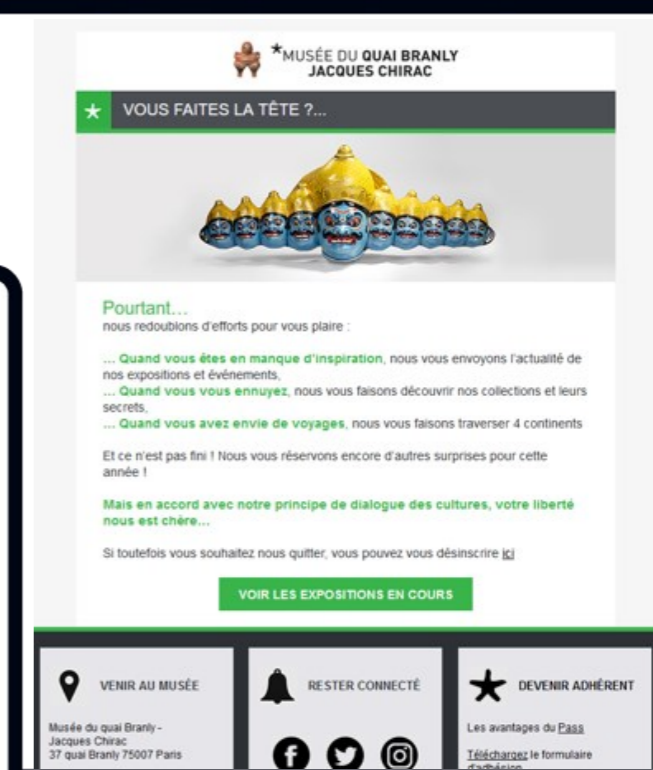 *MUSÉE DU QUAI BRANLY
JACQUES CHIRAC
VOUS FAITES LA TÊTE ?...
Pourtant...
nous redoublons d'efforts pour vous plaire :
... Quand vous êtes en manque d'inspiration, nous vous envoyons l'actualité de
nos expositions et événements,
... Quand vous vous ennuyez, nous vous faisons découvrir nos collections et leurs
secrets,
... Quand vous avez envie de voyages, nous vous faisons traverser 4 continents
Et ce n'est pas fini ! Nous vous réservons encore d'autres surprises pour cette
année !
Mais en accord avec notre principe de dialogue des cultures, votre liberté
nous est chère...
Si toutefois vous souhaitez nous quitter, vous pouvez vous désinscrire ici
VOIR LES EXPOSITIONS EN COURS
VENIR AU MUSÉE
Musée du quai Branly -
Jacques Chirac
37 quai Branly 75007 Paris
RESTER CONNECTÉ
DEVENIR ADHÉRENT
Les avantages du Pass
Téléchargez le formulaire
d'adhésion